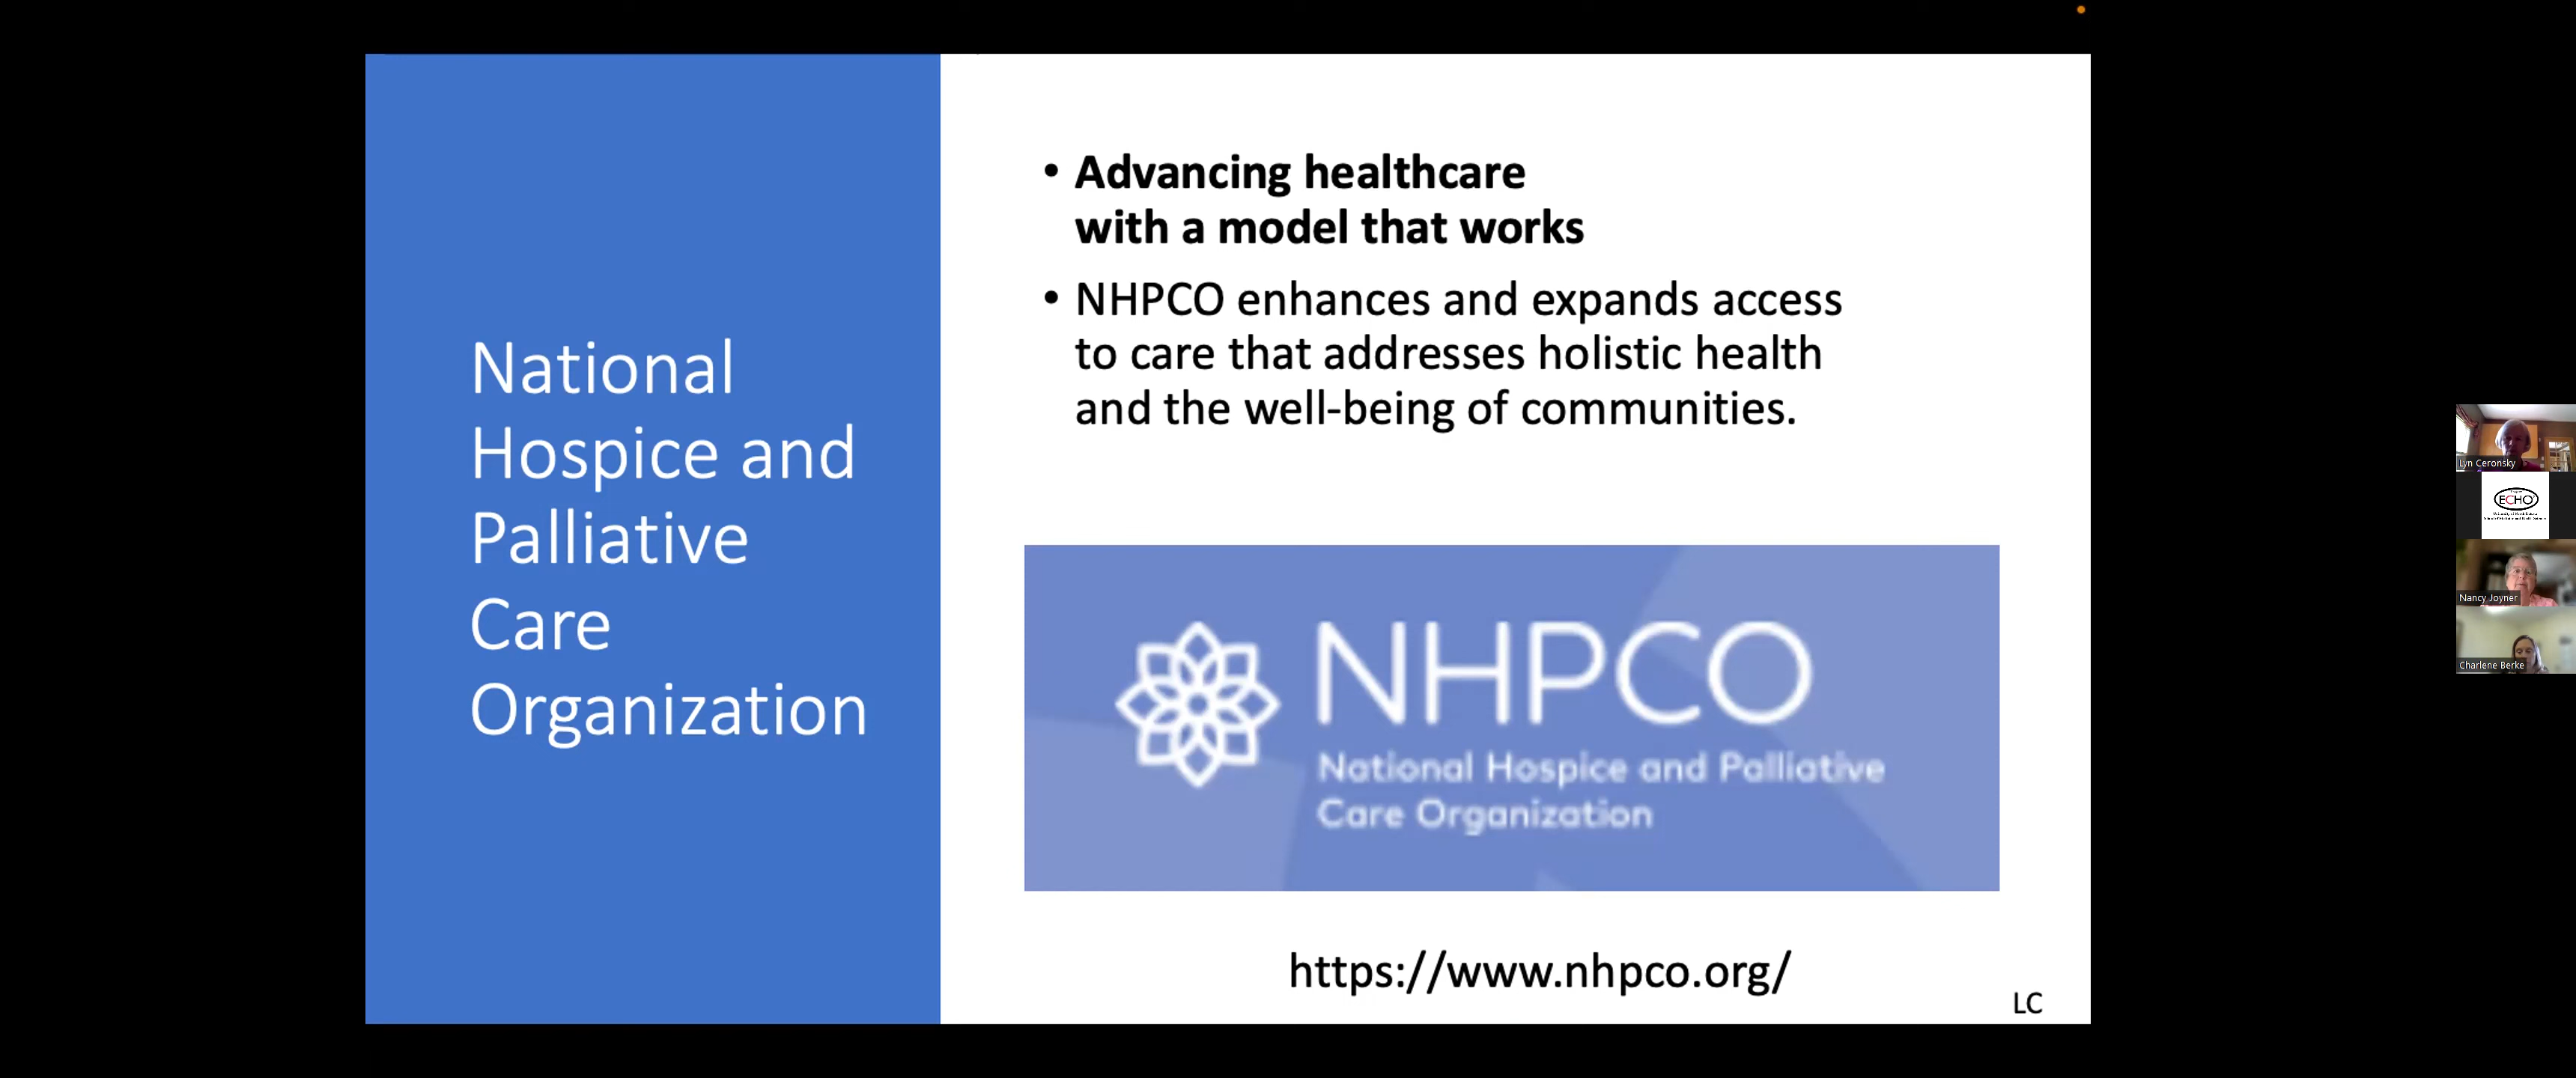 National
Hospice and
Palliative
Care
Organization
• Advancing healthcare
with a model that works
• NHPCO enhances and expands access
to care that addresses holistic health
and the well-being of communities.
NHPCO
National Hospice and Palliative
Care Organization
https://www.nhpco.org/
LC
Lyn Ceronsky
ECHO
Nancy Joyner
Charlene Berke